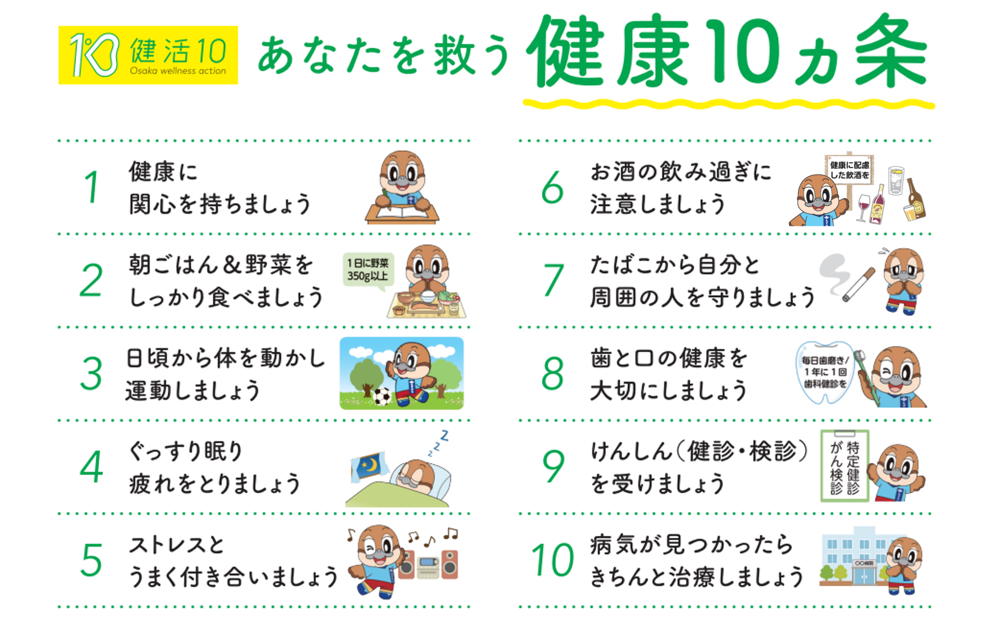 健活10
Osaka wellness action
あなたを救う健康10ヵ条
1
健康に
関心を持ちましょう
2
朝ごはん&野菜を
しっかり食べましょう
1日に野菜
350g以上
3
日頃から体を動かし
運動しましょう
4
ぐっすり眠り
疲れをとりましょう
z
z
z
5
ストレスと
うまく付き合いましょう
6
お酒の飲み過ぎに
注意しましょう
健康に配慮
した飲酒を
7
たばこから自分と
周囲の人を守りましょう
8
歯と口の健康を
大切にしましょう
毎日歯磨き/
1年に1回
歯科健診を
9
けんしん(健診・検診)
を受けましょう
特定健診
がん検診
10
病気が見つかったら
きちんと治療しましょう
○○病院